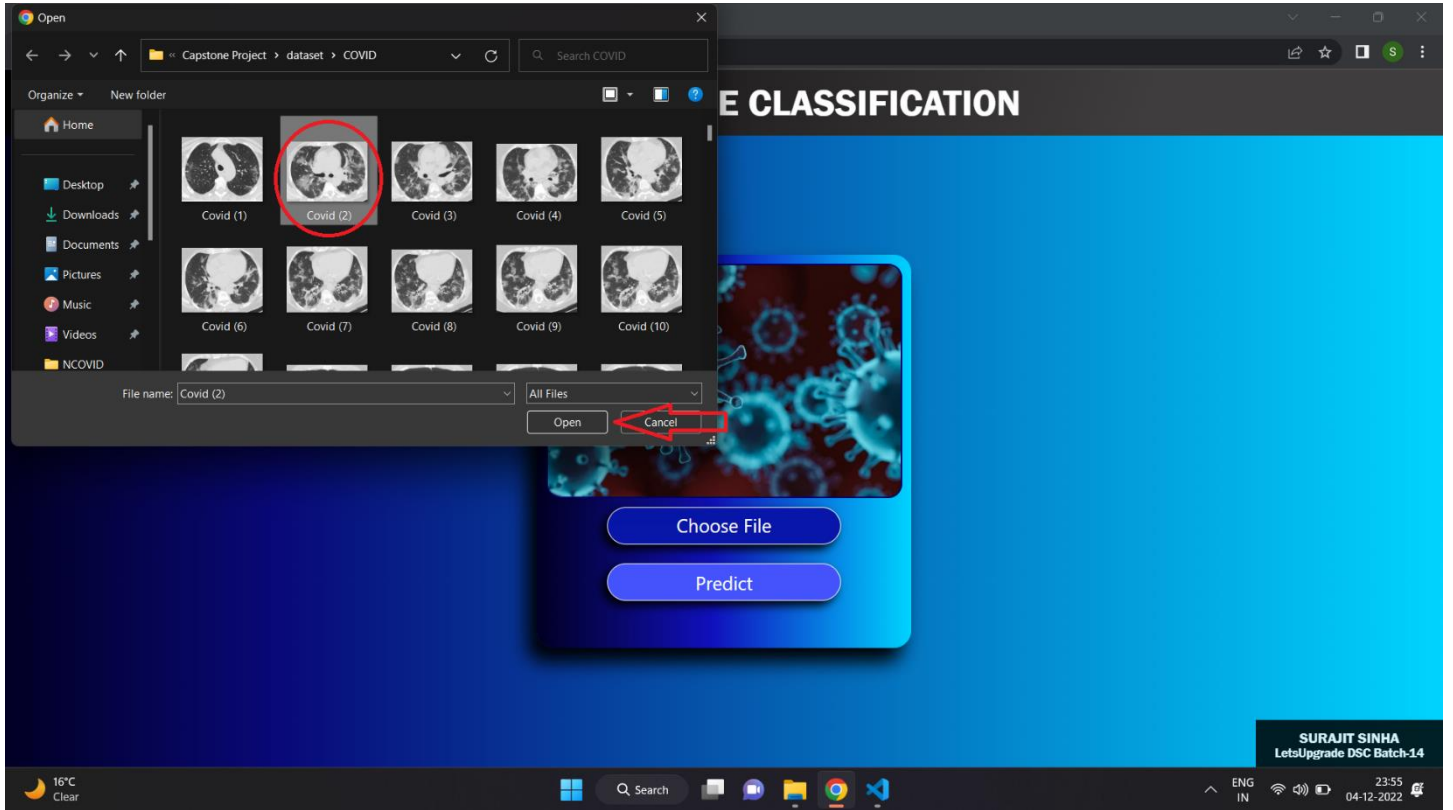 Open
« Capstone Project > dataset > COVID
Search COVID
Organize
New folder
Home
Desktop
Downloads
Documents
Pictures
Music
Videos
NCOVID
Covid (1)
Covid (2)
Covid (3)
Covid (4)
Covid (5)
Covid (6)
Covid (7)
Covid (8)
Covid (9)
Covid (10)
File name: Covid (2)
All Files
Open
Cancel
S
E CLASSIFICATION
Choose File
Predict
SURAJIT SINHA
LetsUpgrade DSC Batch-14
16°C
Clear
Search
ENG
IN
23:55
04-12-2022